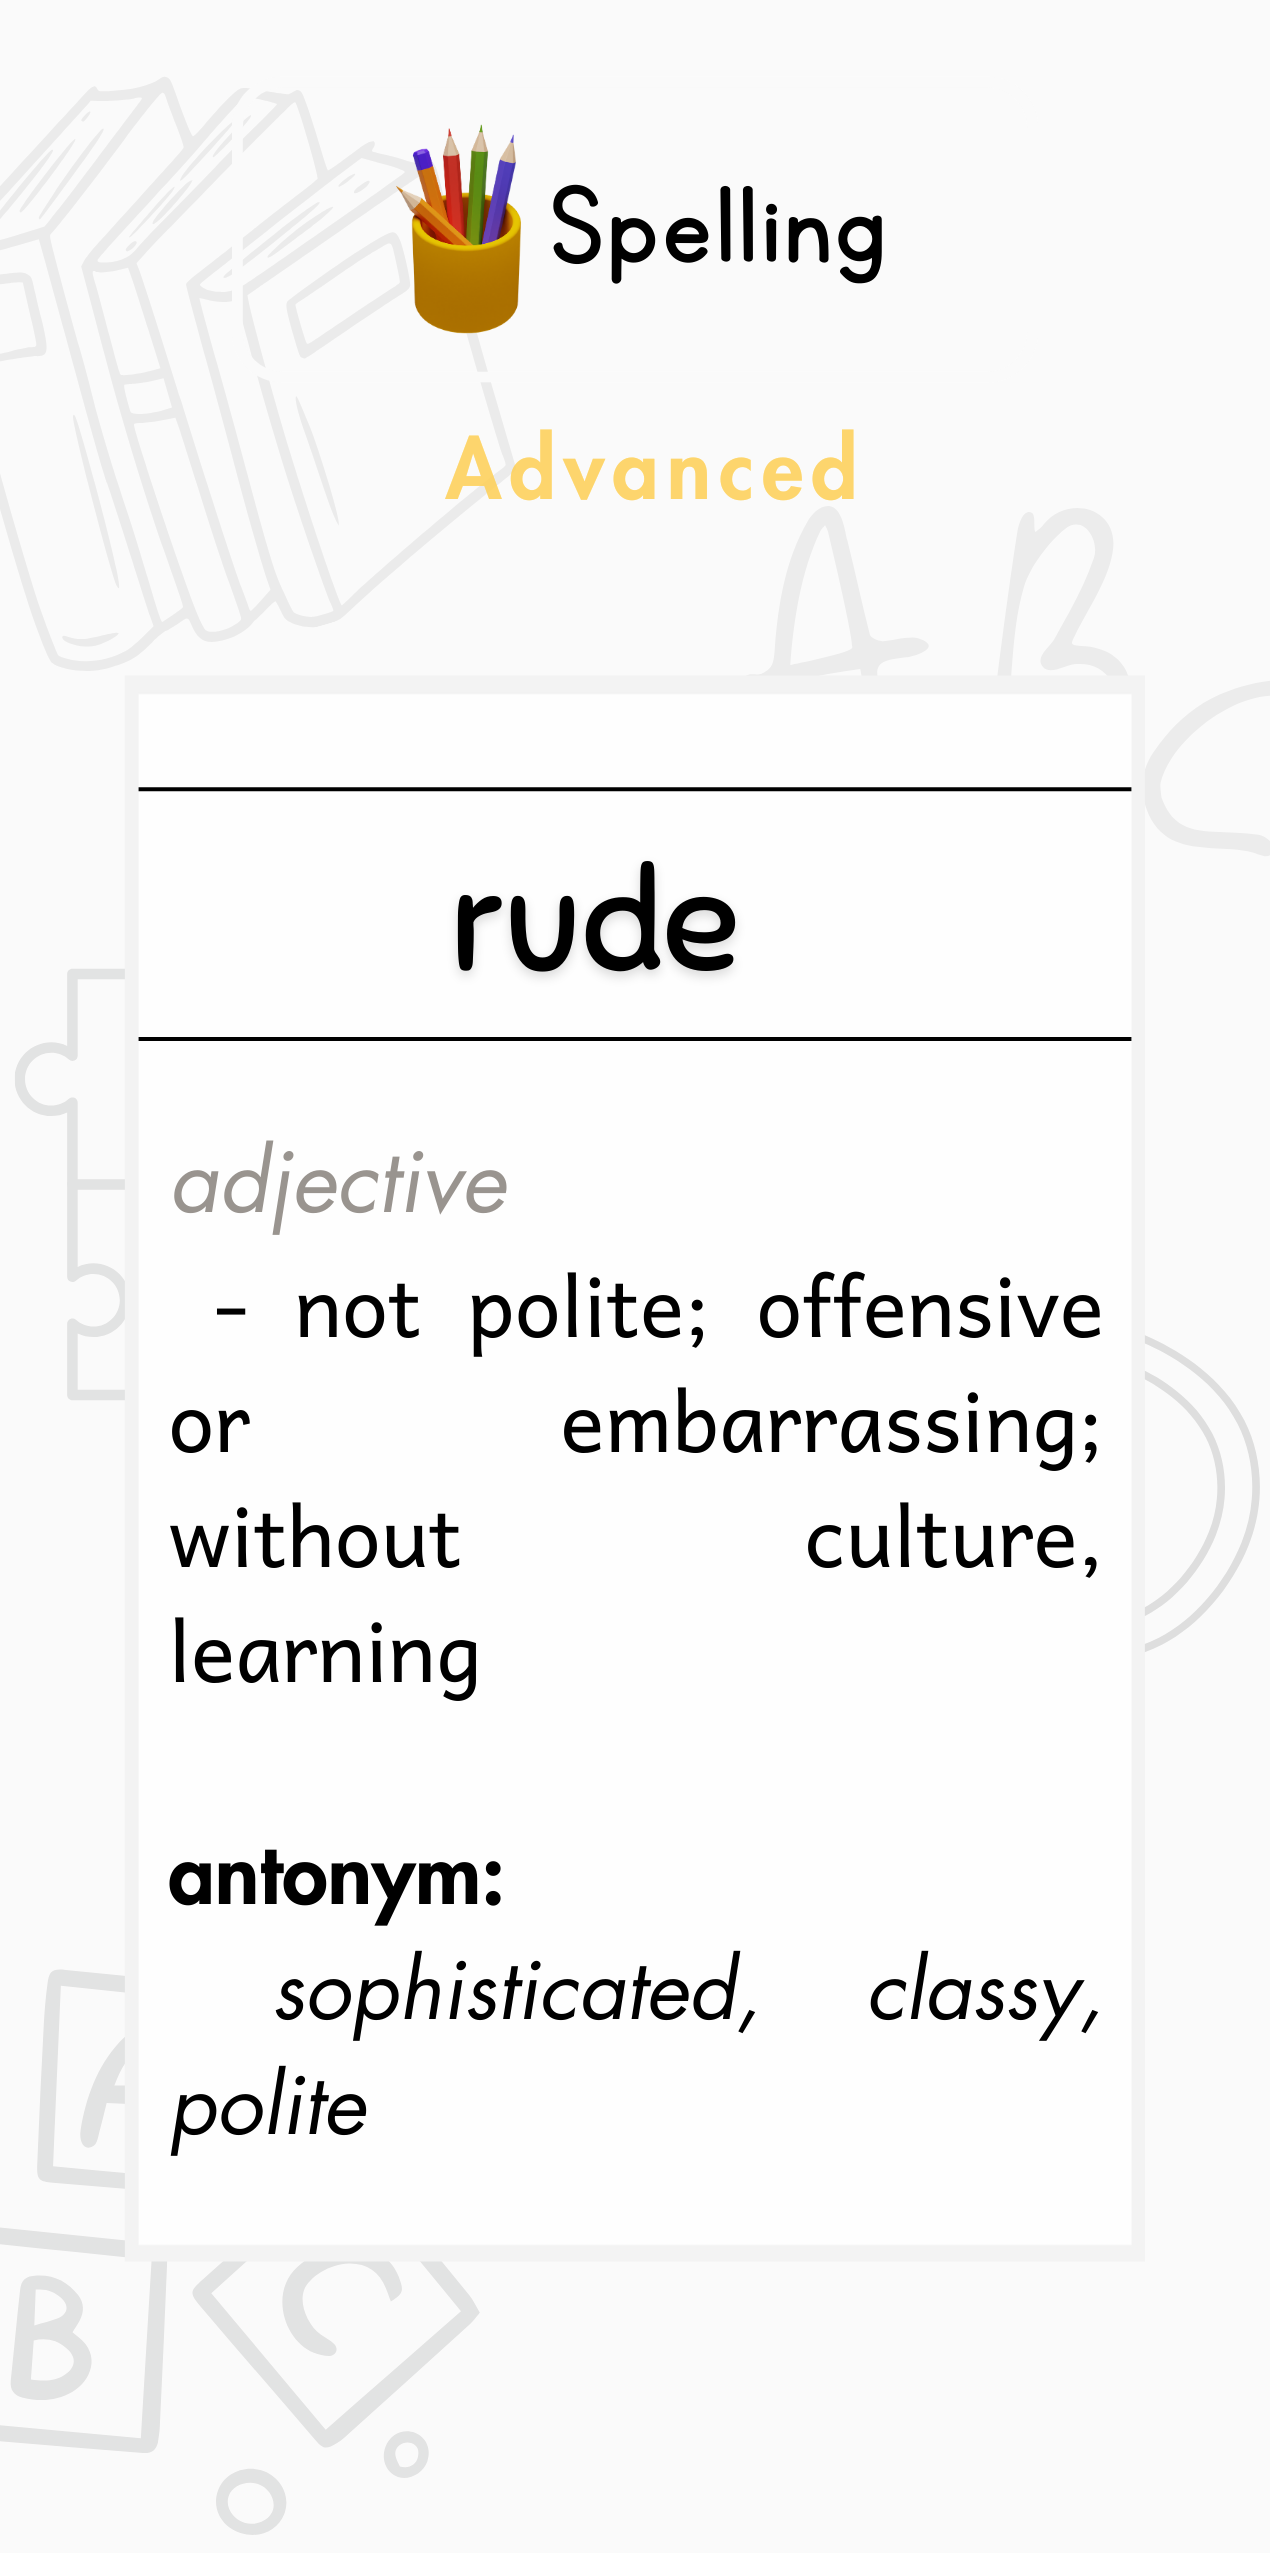 Spelling
Advanced
rude
adjective
- not polite; offensive
or embarrassing;
without culture,
learning
antonym:
sophisticated, classy,
polite
A B C
A
B
C